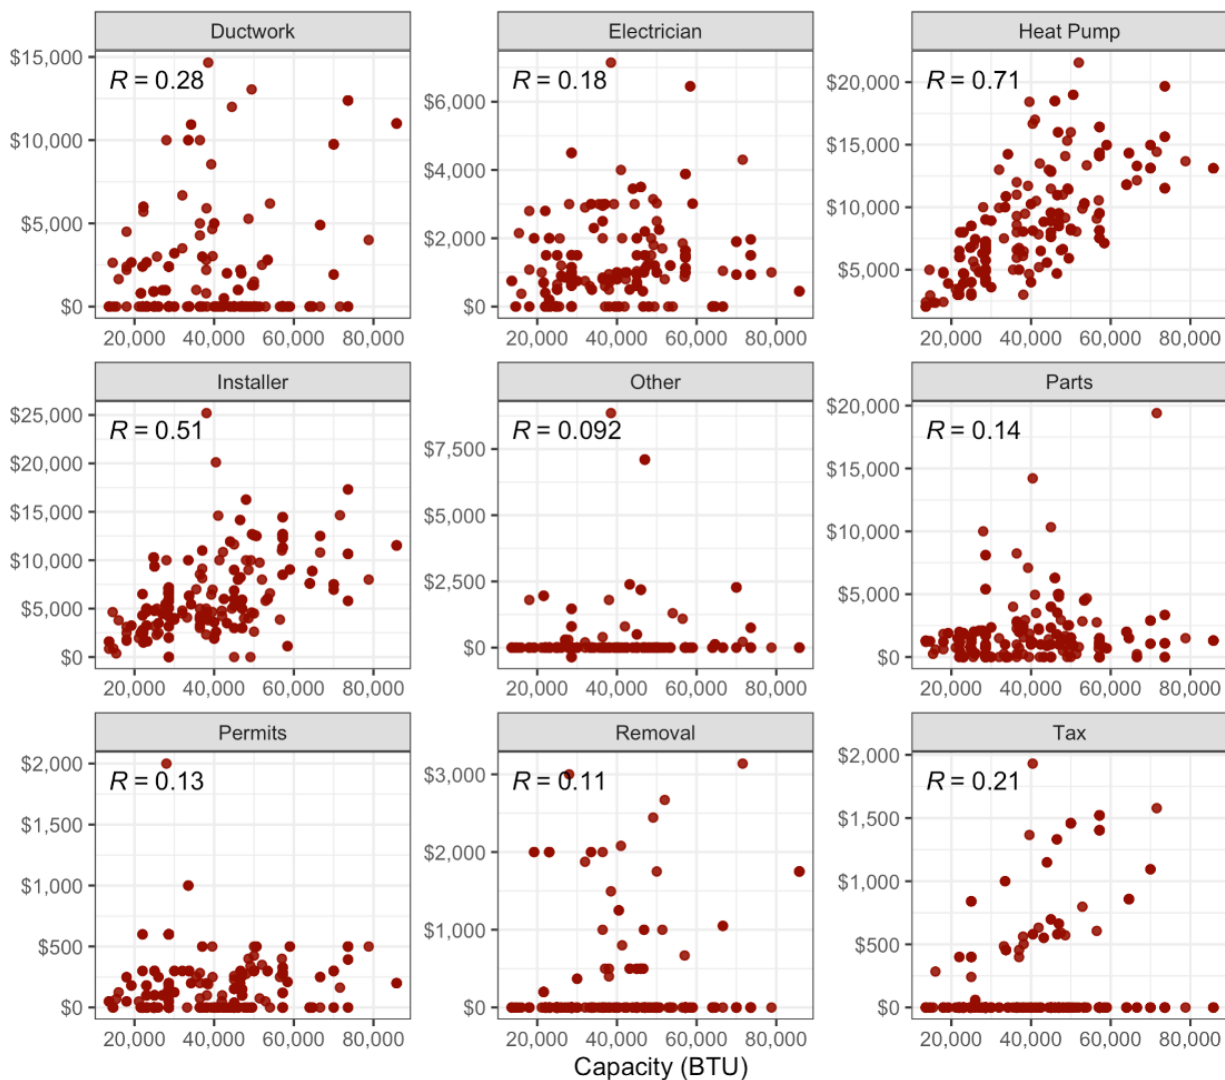 Ductwork
R = 0.28
$15,000
$10,000
$5,000
$0
20,000 40,000 60,000 80,000
Electrician
R = 0.18
$6,000
$4,000
$2,000
$0
20,000 40,000 60,000 80,000
Heat Pump
R = 0.71
$20,000
$15,000
$10,000
$5,000
20,000 40,000 60,000 80,000
Installer
R = 0.51
$25,000
$20,000
$15,000
$10,000
$5,000
$0
20,000 40,000 60,000 80,000
Other
R = 0.092
$7,500
$5,000
$2,500
$0
20,000 40,000 60,000 80,000
Parts
R = 0.14
$20,000
$15,000
$10,000
$5,000
$0
20,000 40,000 60,000 80,000
Permits
R = 0.13
$2,000
$1,500
$1,000
$500
$0
20,000 40,000 60,000 80,000
Removal
R = 0.11
$3,000
$2,000
$1,000
$0
20,000 40,000 60,000 80,000
Tax
R = 0.21
$2,000
$1,500
$1,000
$500
$0
20,000 40,000 60,000 80,000
Capacity (BTU)